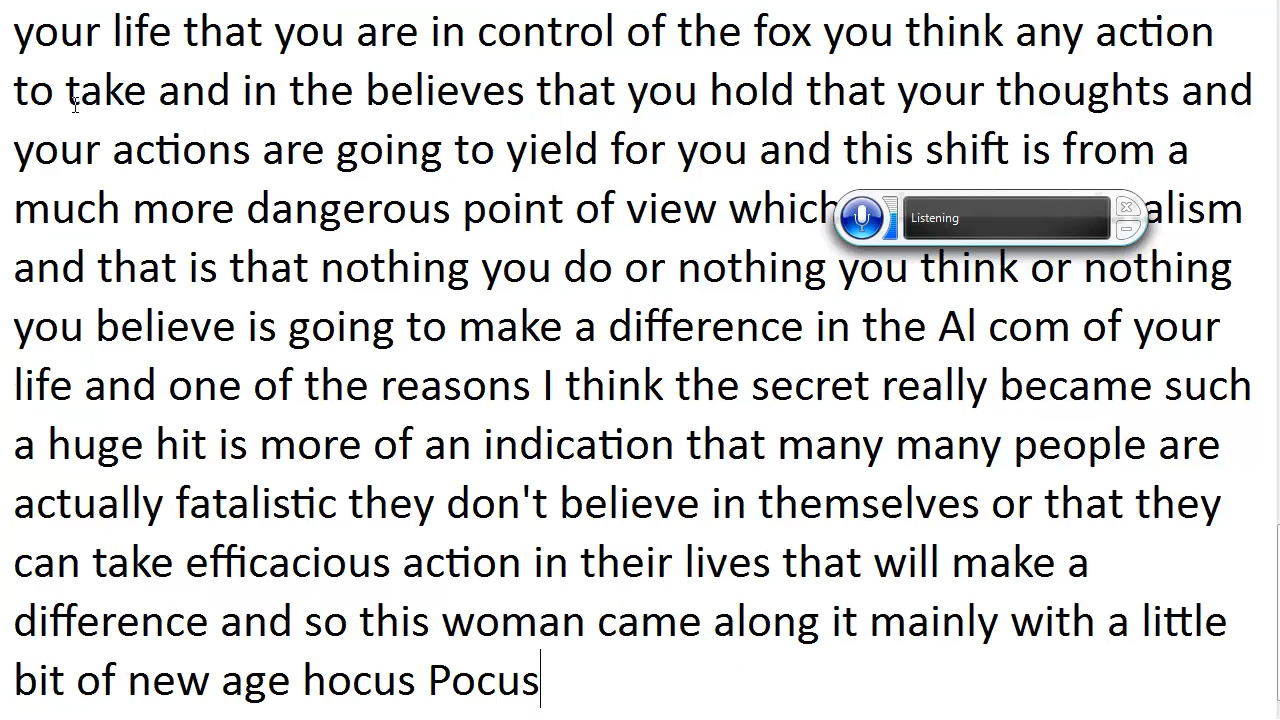 your life that you are in control of the fox you think any action
to take and in the believes that you hold that your thoughts and
your actions are going to yield for you and this shift is from a
much more dangerous point of view which alism
Listening
and that is that nothing you do or nothing you think or nothing
you believe is going to make a difference in the Al com of your
life and one of the reasons I think the secret really became such
a huge hit is more of an indication that many many people are
actually fatalistic they don't believe in themselves or that they
can take efficacious action in their lives that will make a
difference and so this woman came along it mainly with a little
bit of new age hocus Pocus